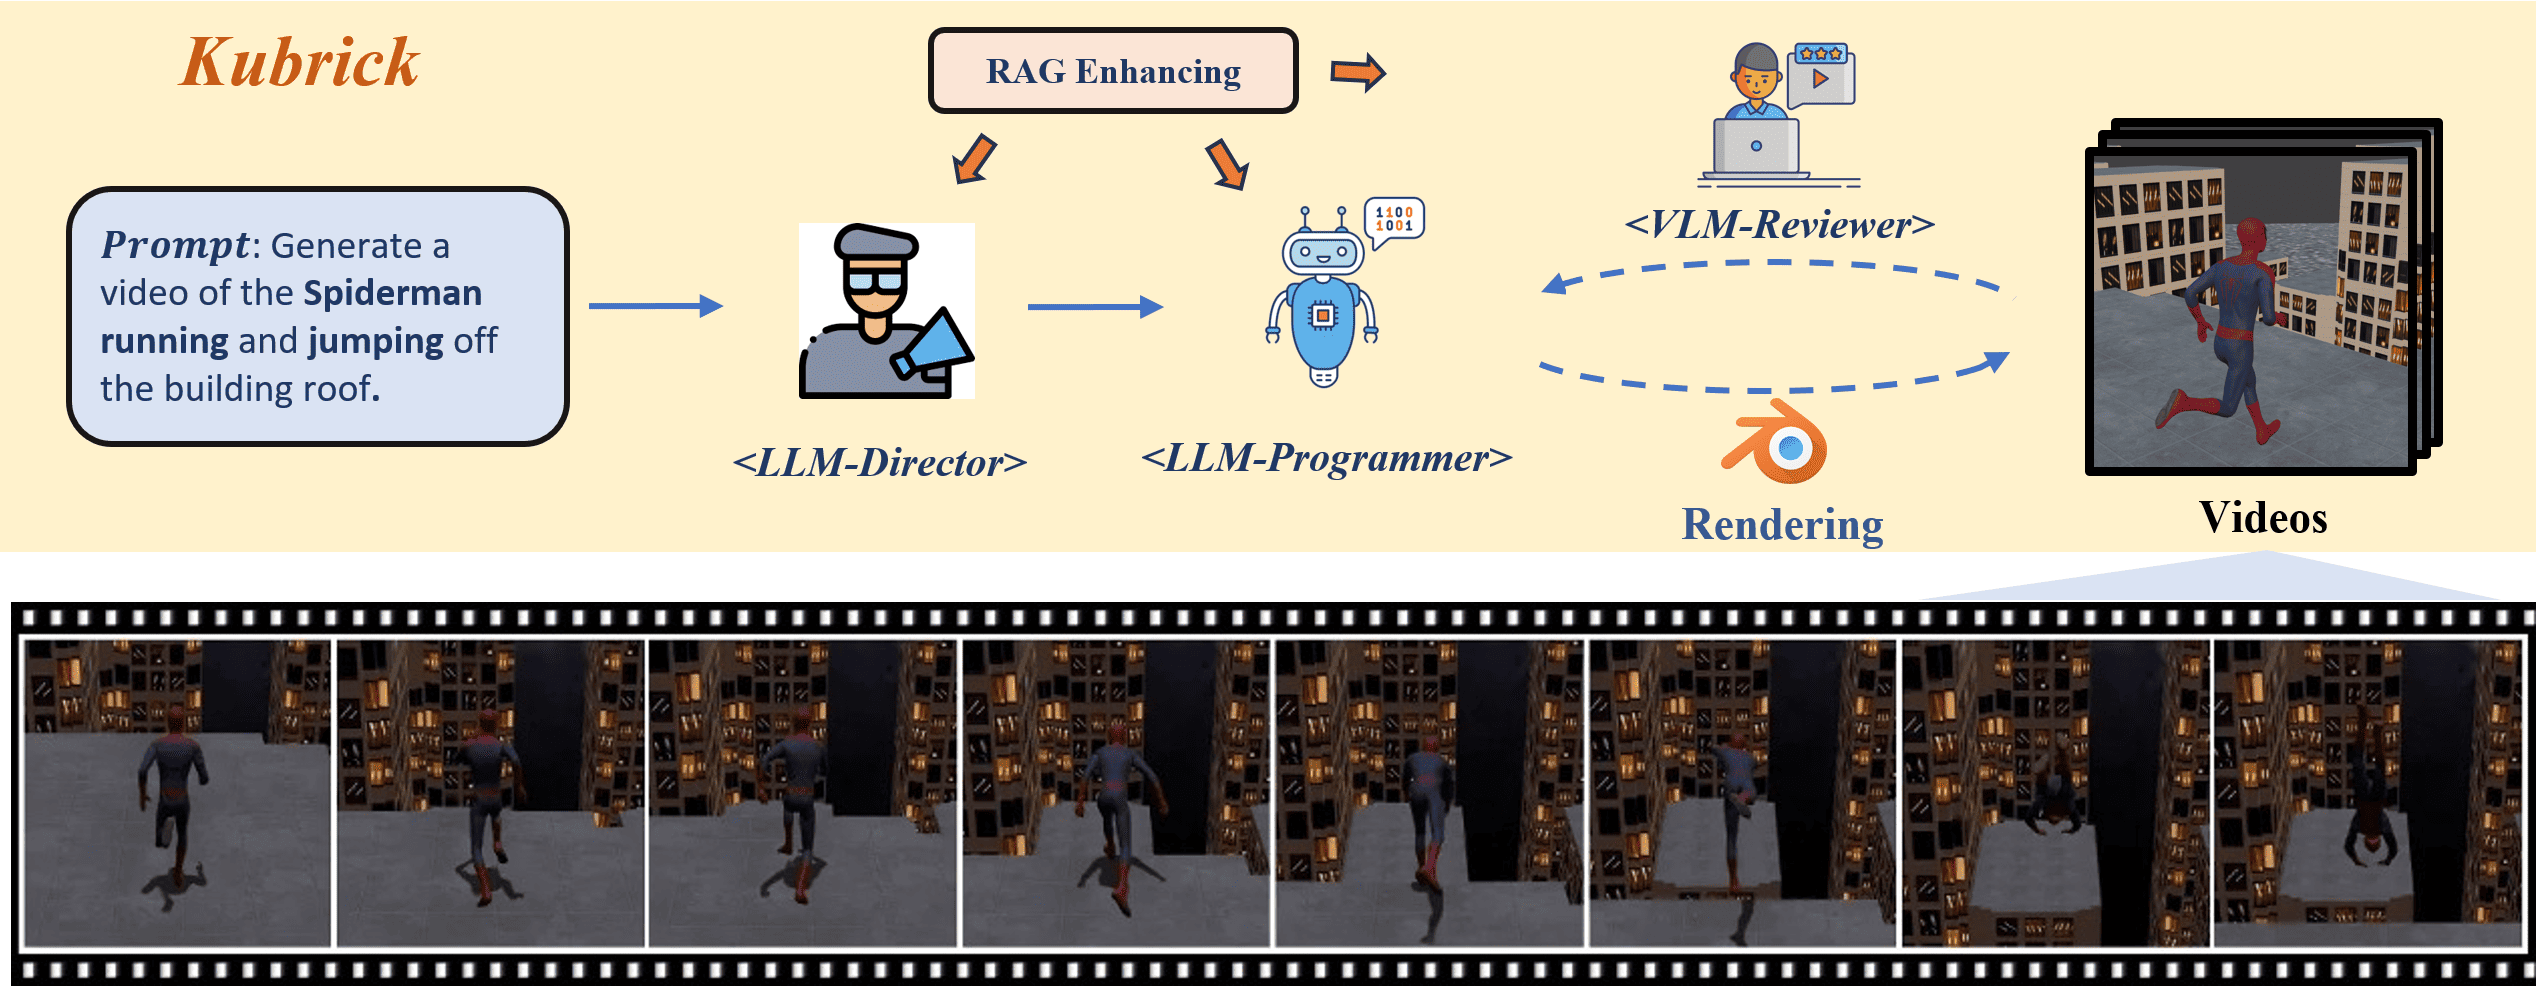 Kubrick
RAG Enhancing
Prompt: Generate a
video of the Spiderman
running and jumping off
the building roof.
<LLM-Director>
1100
1001
<LLM-Programmer>
<VLM-Reviewer>
Rendering
Videos